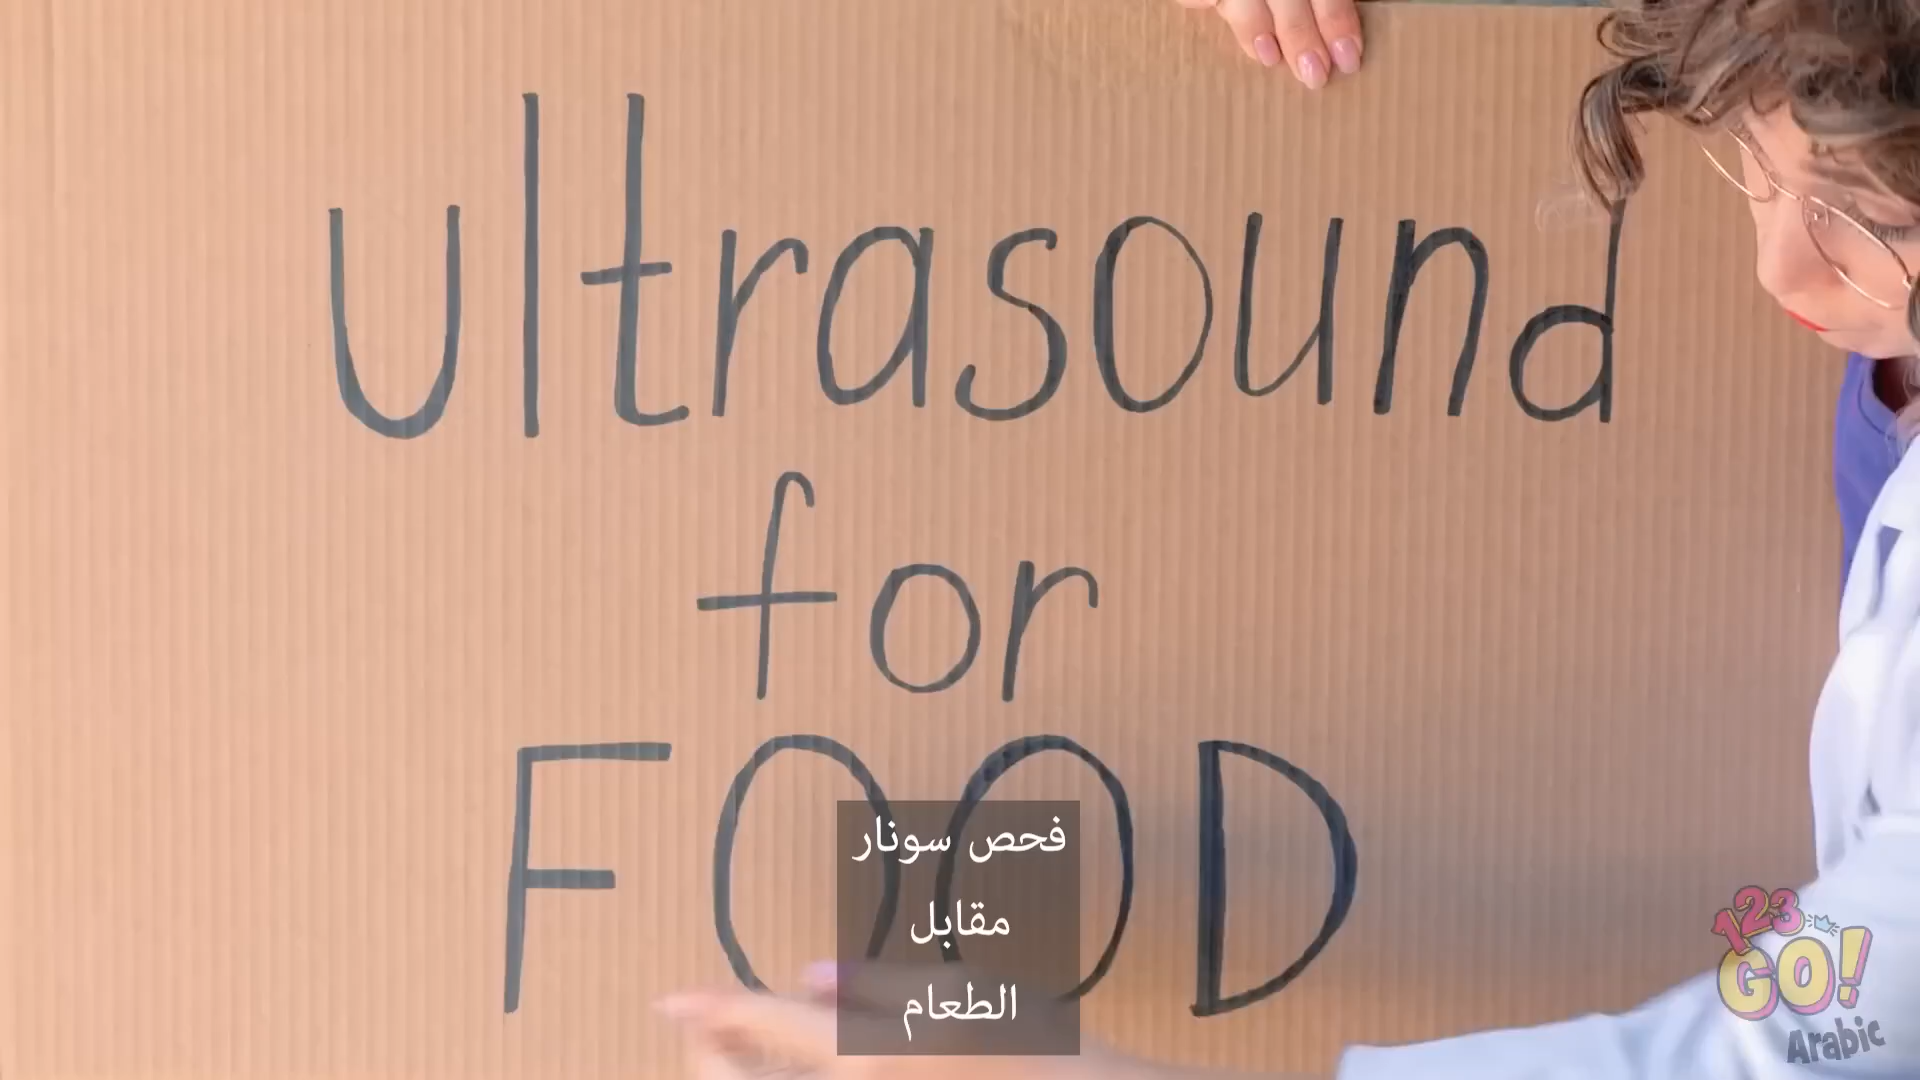 ultrasound
for
FOOD
فحص سونار
مقابل
الطعام
123
GO!
Arabic